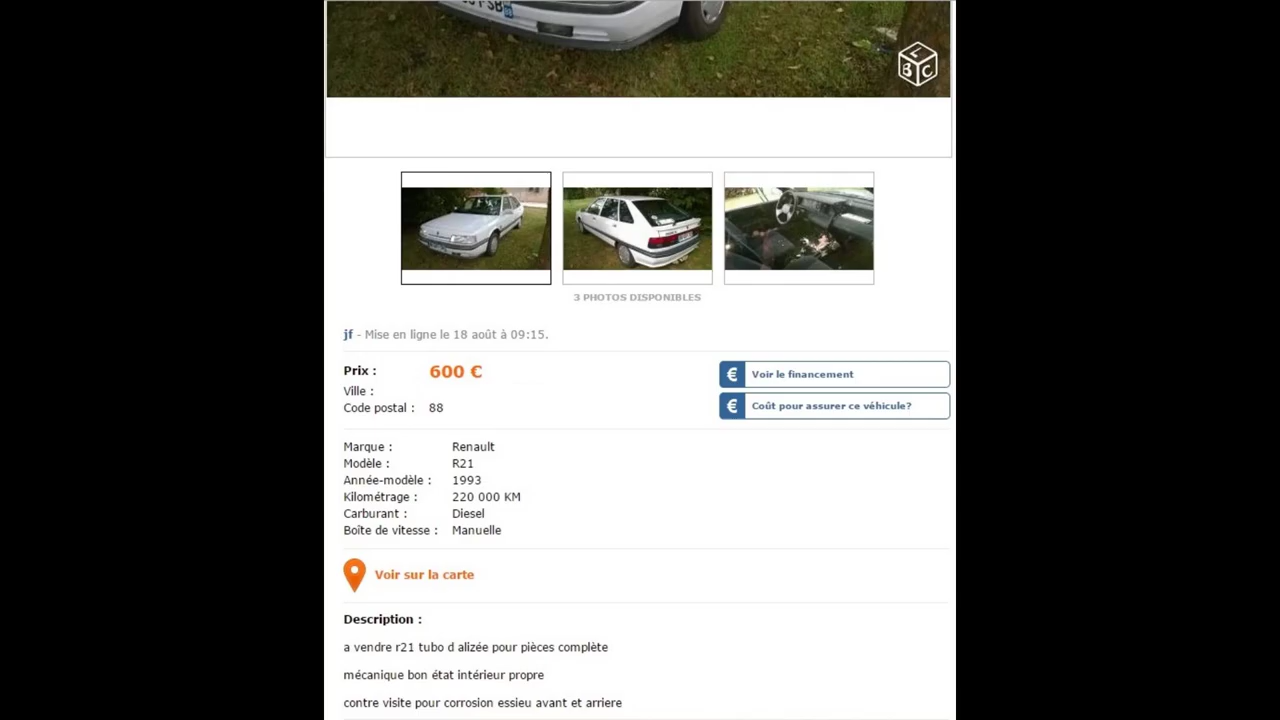 LBC
3 PHOTOS DISPONIBLES
jf - Mise en ligne le 18 août à 09:15.
Prix : 600 €
€ Voir le financement
Ville :
Code postal : 88
€ Coût pour assurer ce véhicule?
Marque : Renault
Modèle : R21
Année-modèle : 1993
Kilométrage : 220 000 KM
Carburant : Diesel
Boîte de vitesse : Manuelle
Voir sur la carte
Description :
a vendre r21 tubo d alizée pour pièces complète
mécanique bon état intérieur propre
contre visite pour corrosion essieu avant et arriere